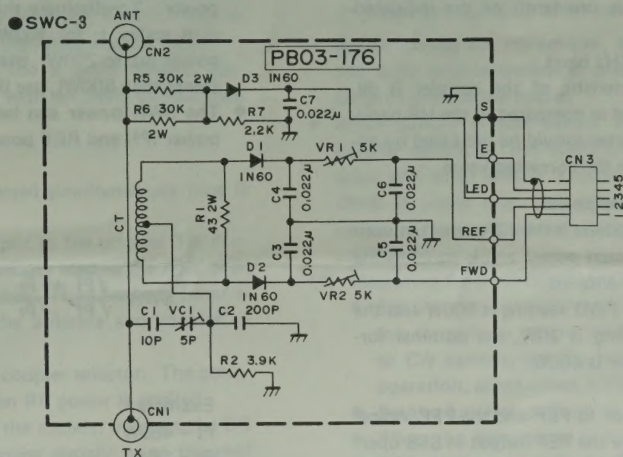 ●SWC-3
ANT
CN2
PB03-176
R5 30K 2W D3 1N60
C7
0.022μ
R6 30K
2W
R7
2.2K
S
E
CN3
LED
REF
FWD
12345
D1
1N60
VR1 5K
C4
0.022μ
C6
0.022μ
CT
R1
43 2W
C3
0.022μ
C5
0.022μ
D2
1N60
VR2 5K
C1
10P
VC1
5P
C2
200P
R2 3.9K
CN1
TX